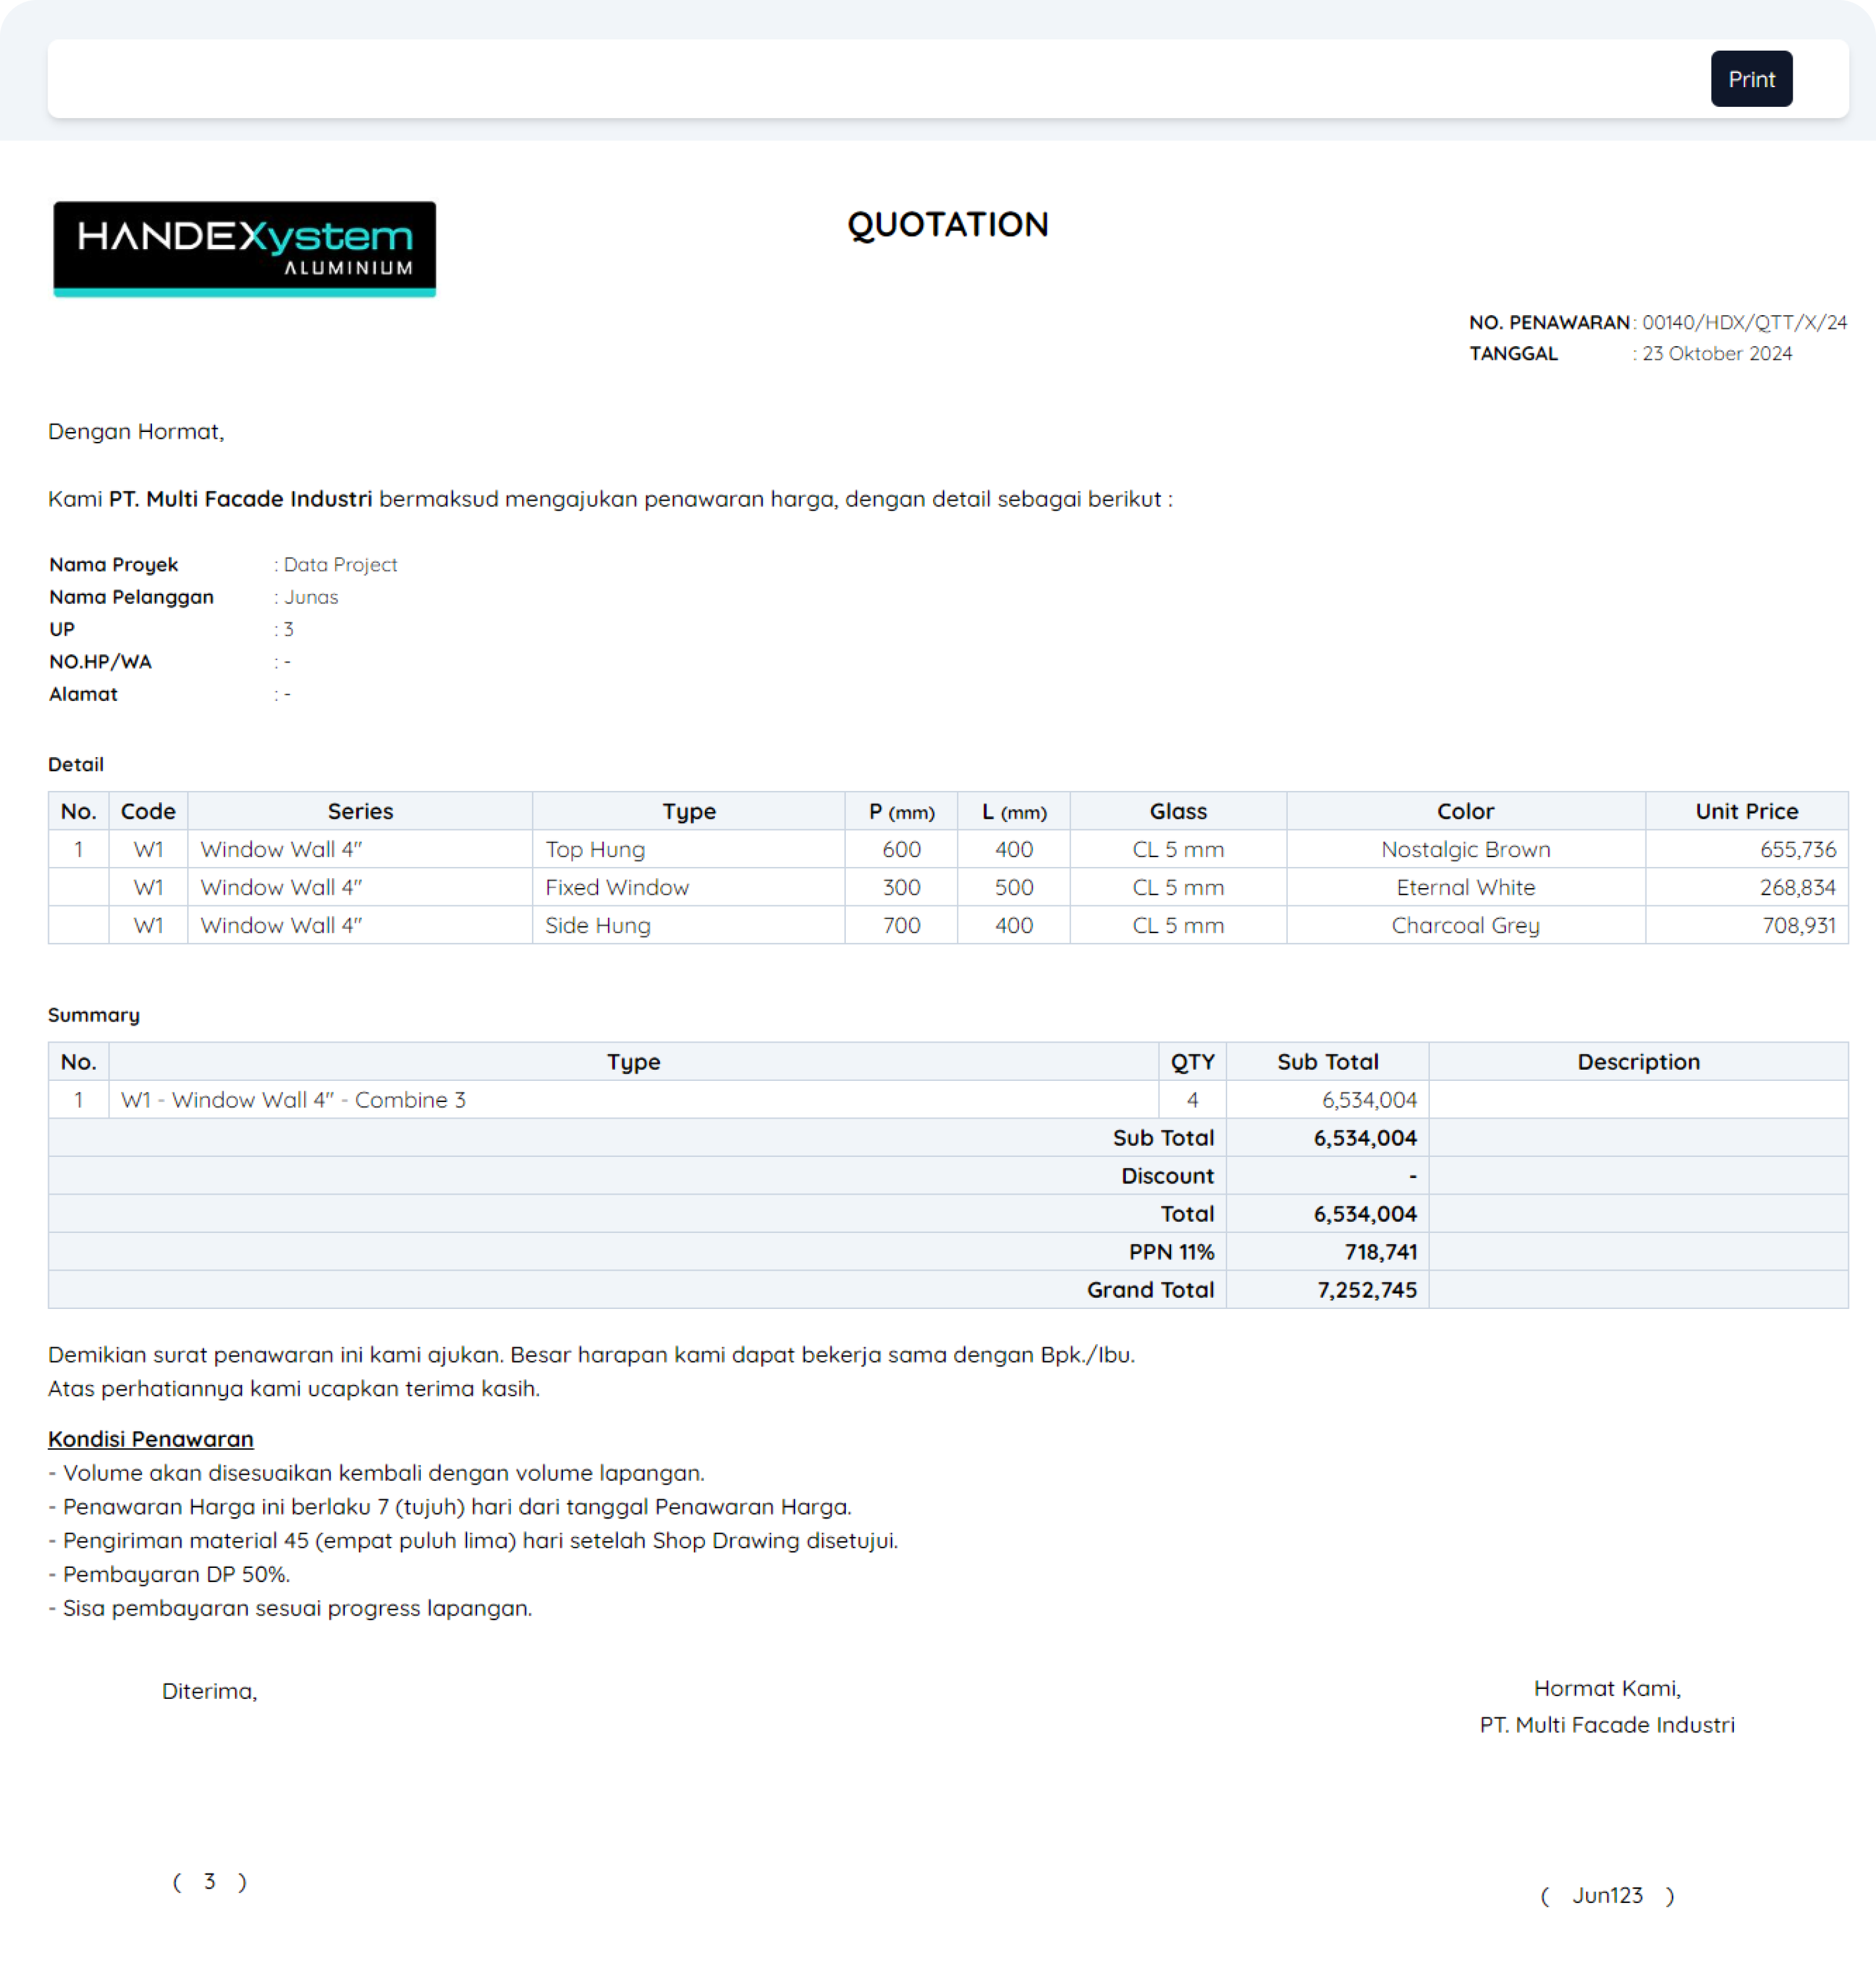 Print
HANDEXystem
ALUMINIUM
QUOTATION
NO. PENAWARAN : 00140/HDX/QTT/X/24
TANGGAL : 23 Oktober 2024
Dengan Hormat,
Kami PT. Multi Facade Industri bermaksud mengajukan penawaran harga, dengan detail sebagai berikut :
Nama Proyek : Data Project
Nama Pelanggan : Junas
UP : 3
NO.HP/WA : -
Alamat : -
Detail
No. Code Series Type P (mm) L (mm) Glass Color Unit Price
1 W1 Window Wall 4" Top Hung 600 400 CL 5 mm Nostalgic Brown 655,736
W1 Window Wall 4" Fixed Window 300 500 CL 5 mm Eternal White 268,834
W1 Window Wall 4" Side Hung 700 400 CL 5 mm Charcoal Grey 708,931
Summary
No. Type QTY Sub Total Description
1 W1 - Window Wall 4" - Combine 3 4 6,534,004
Sub Total 6,534,004
Discount -
Total 6,534,004
PPN 11% 718,741
Grand Total 7,252,745
Demikian surat penawaran ini kami ajukan. Besar harapan kami dapat bekerja sama dengan Bpk./Ibu.
Atas perhatiannya kami ucapkan terima kasih.
Kondisi Penawaran
- Volume akan disesuaikan kembali dengan volume lapangan.
- Penawaran Harga ini berlaku 7 (tujuh) hari dari tanggal Penawaran Harga.
- Pengiriman material 45 (empat puluh lima) hari setelah Shop Drawing disetujui.
- Pembayaran DP 50%.
- Sisa pembayaran sesuai progress lapangan.
Diterima,
Hormat Kami,
PT. Multi Facade Industri
( 3 )
( Jun123 )